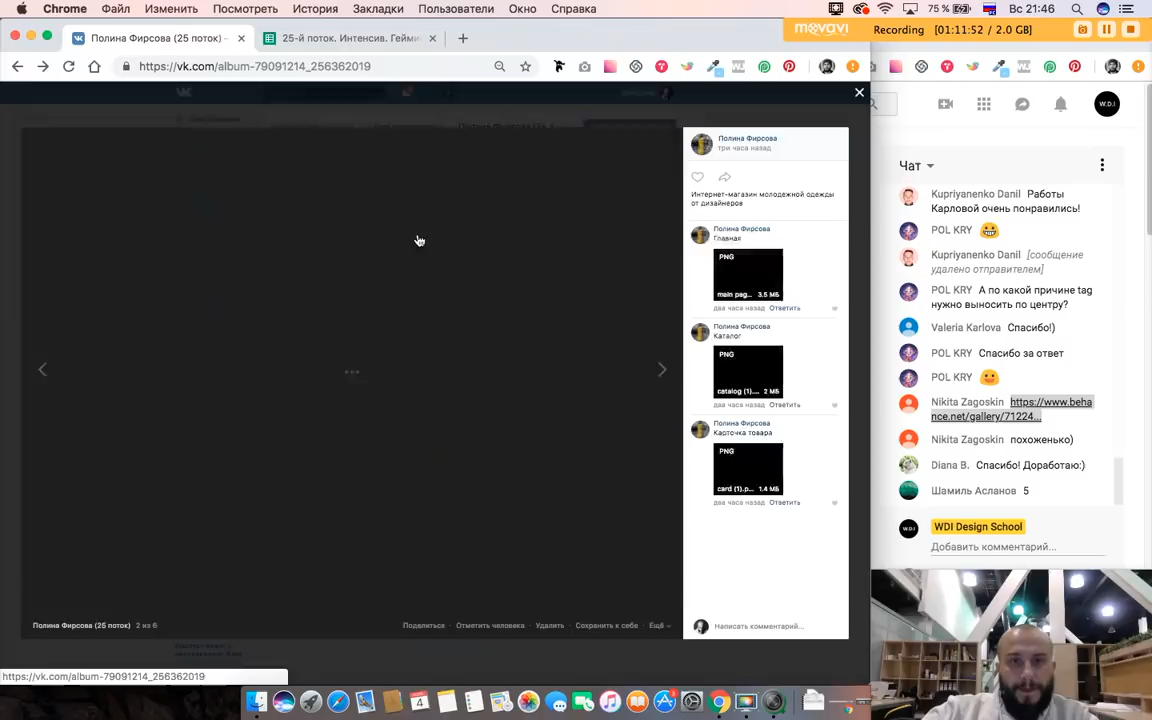 Chrome Файл Изменить Просмотреть История Закладки Пользователи Окно Справка
75 % Вс 21:46
movavi Recording [01:11:52 / 2.0 GB]
Полина Фирсова (25 поток) –
25-й поток. Интенсив. Гейми
https://vk.com/album-79091214_256362019
W.D.I
Чат
Полина Фирсова
три часа назад
Интернет-магазин молодежной одежды
от дизайнеров
Полина Фирсова
Главная
PNG
main pag... 3.5 МБ
два часа назад Ответить
Полина Фирсова
Каталог
PNG
catalog (1).... 2 МБ
два часа назад Ответить
Полина Фирсова
Карточка товара
PNG
card (1).p... 1.4 МБ
два часа назад Ответить
Написать комментарий...
Полина Фирсова (25 поток) 2 из 6
Поделиться · Отметить человека · Удалить · Сохранить к себе · Ещё
https://vk.com/album-79091214_256362019
Kupriyanenko Danil Работы
Карловой очень понравились!
POL KRY
Kupriyanenko Danil [сообщение
удалено отправителем]
POL KRY А по какой причине tag
нужно выносить по центру?
Valeria Karlova Спасибо!)
POL KRY Спасибо за ответ
POL KRY
Nikita Zagoskin https://www.beha
nce.net/gallery/71224...
Nikita Zagoskin похоженько)
Diana B. Спасибо! Доработаю:)
Шамиль Асланов 5
WDI Design School
Добавить комментарий...